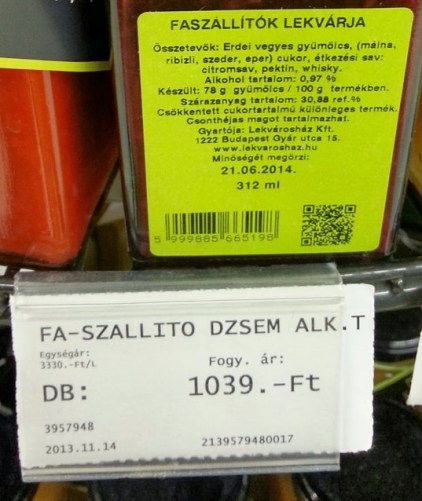 FASZÁLLÍTÓK LEKVÁRJA
Összetevők: Erdei vegyes gyümölcs, (málna,
ribizli, szeder, eper) cukor, étkezési sav:
citromsav, pektin, whisky.
Alkohol tartalom: 0,97 %
Készült: 78 g gyümölcs / 100 g termékben.
Szárazanyag tartalom: 30,88 ref.%
Csökkentett cukortartalmú különleges termék.
Csonthéjas magot tartalmazhat.
Gyártója: Lekvárosház Kft.
1222 Budapest Gyár utca 15.
www.lekvaroshaz.hu
Minőségét megőrzi:
21.06.2014.
312 ml
5 999885 665198
FA-SZALLITO DZSEM ALK.T
Egységár:
3330.-Ft/L
Fogy. ár:
DB:
1039.-Ft
3957948
2013.11.14
2139579480017